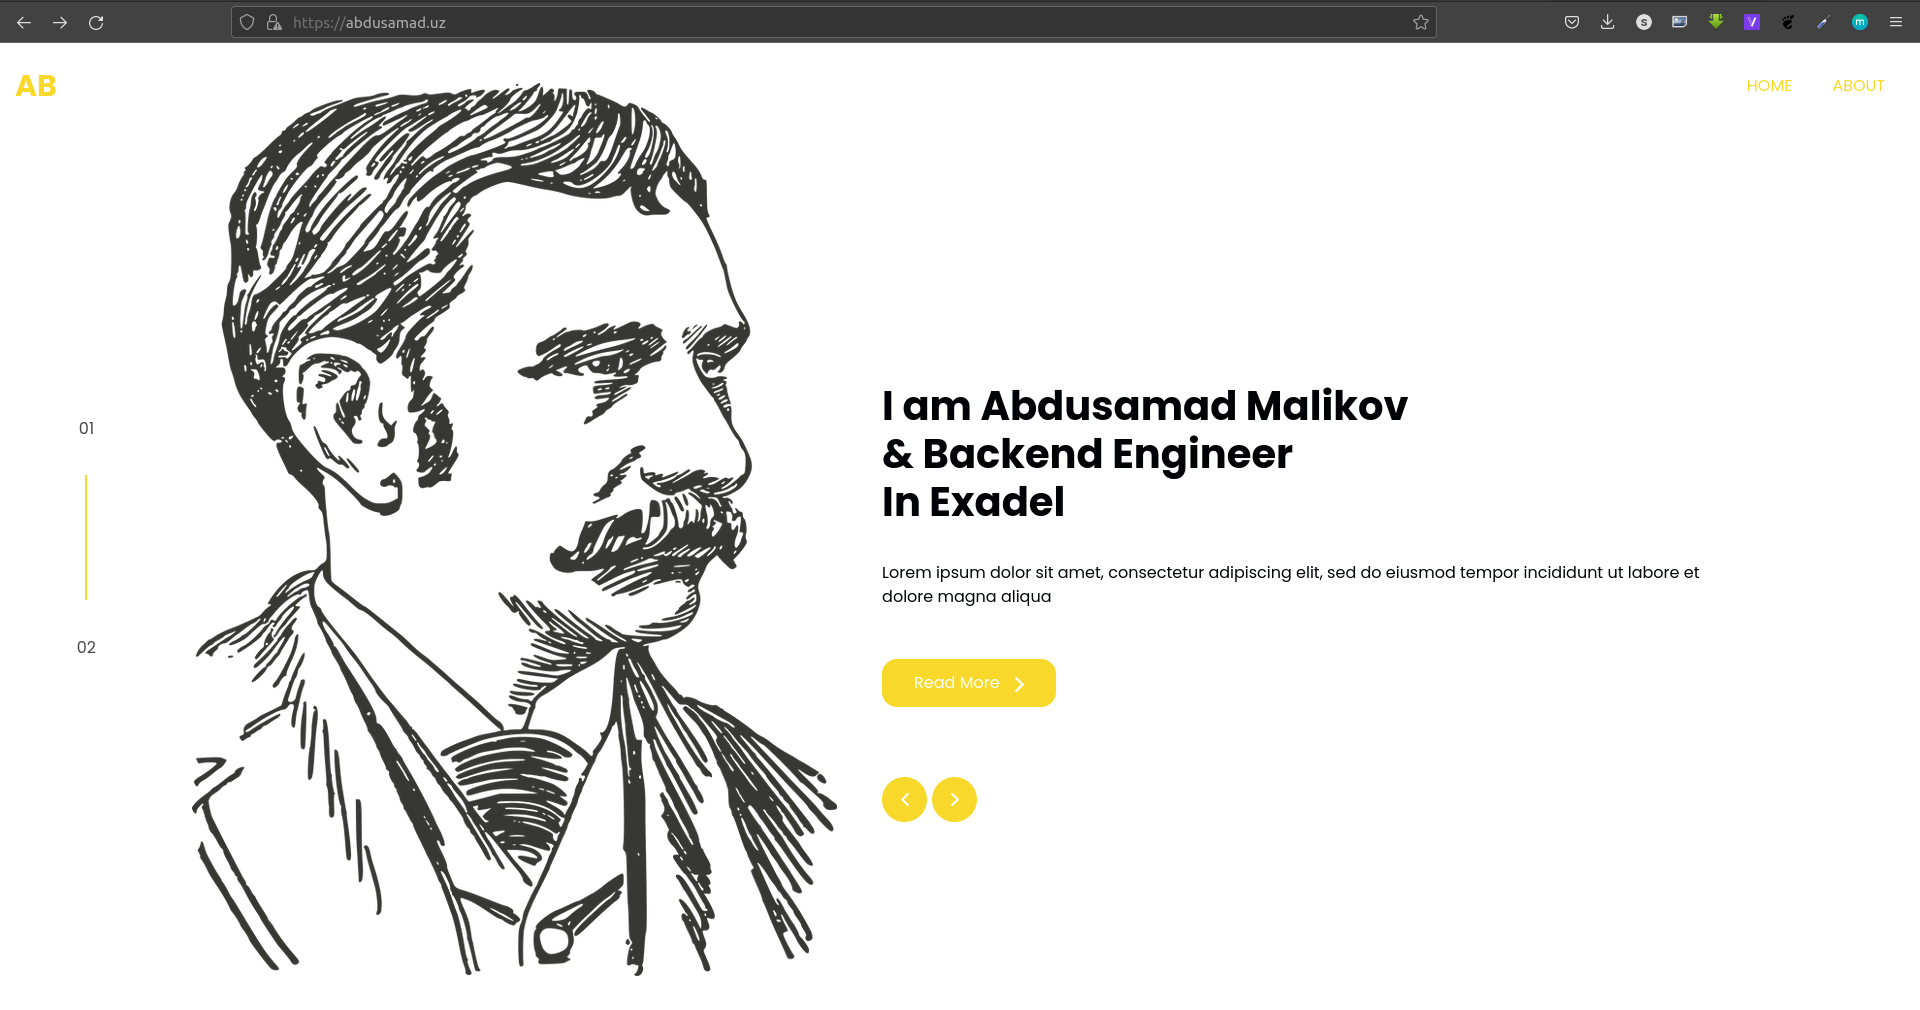 https://abdusamad.uz
AB
HOME
ABOUT
01
02
I am Abdusamad Malikov
& Backend Engineer
In Exadel
Lorem ipsum dolor sit amet, consectetur adipiscing elit, sed do eiusmod tempor incididunt ut labore et
dolore magna aliqua
Read More